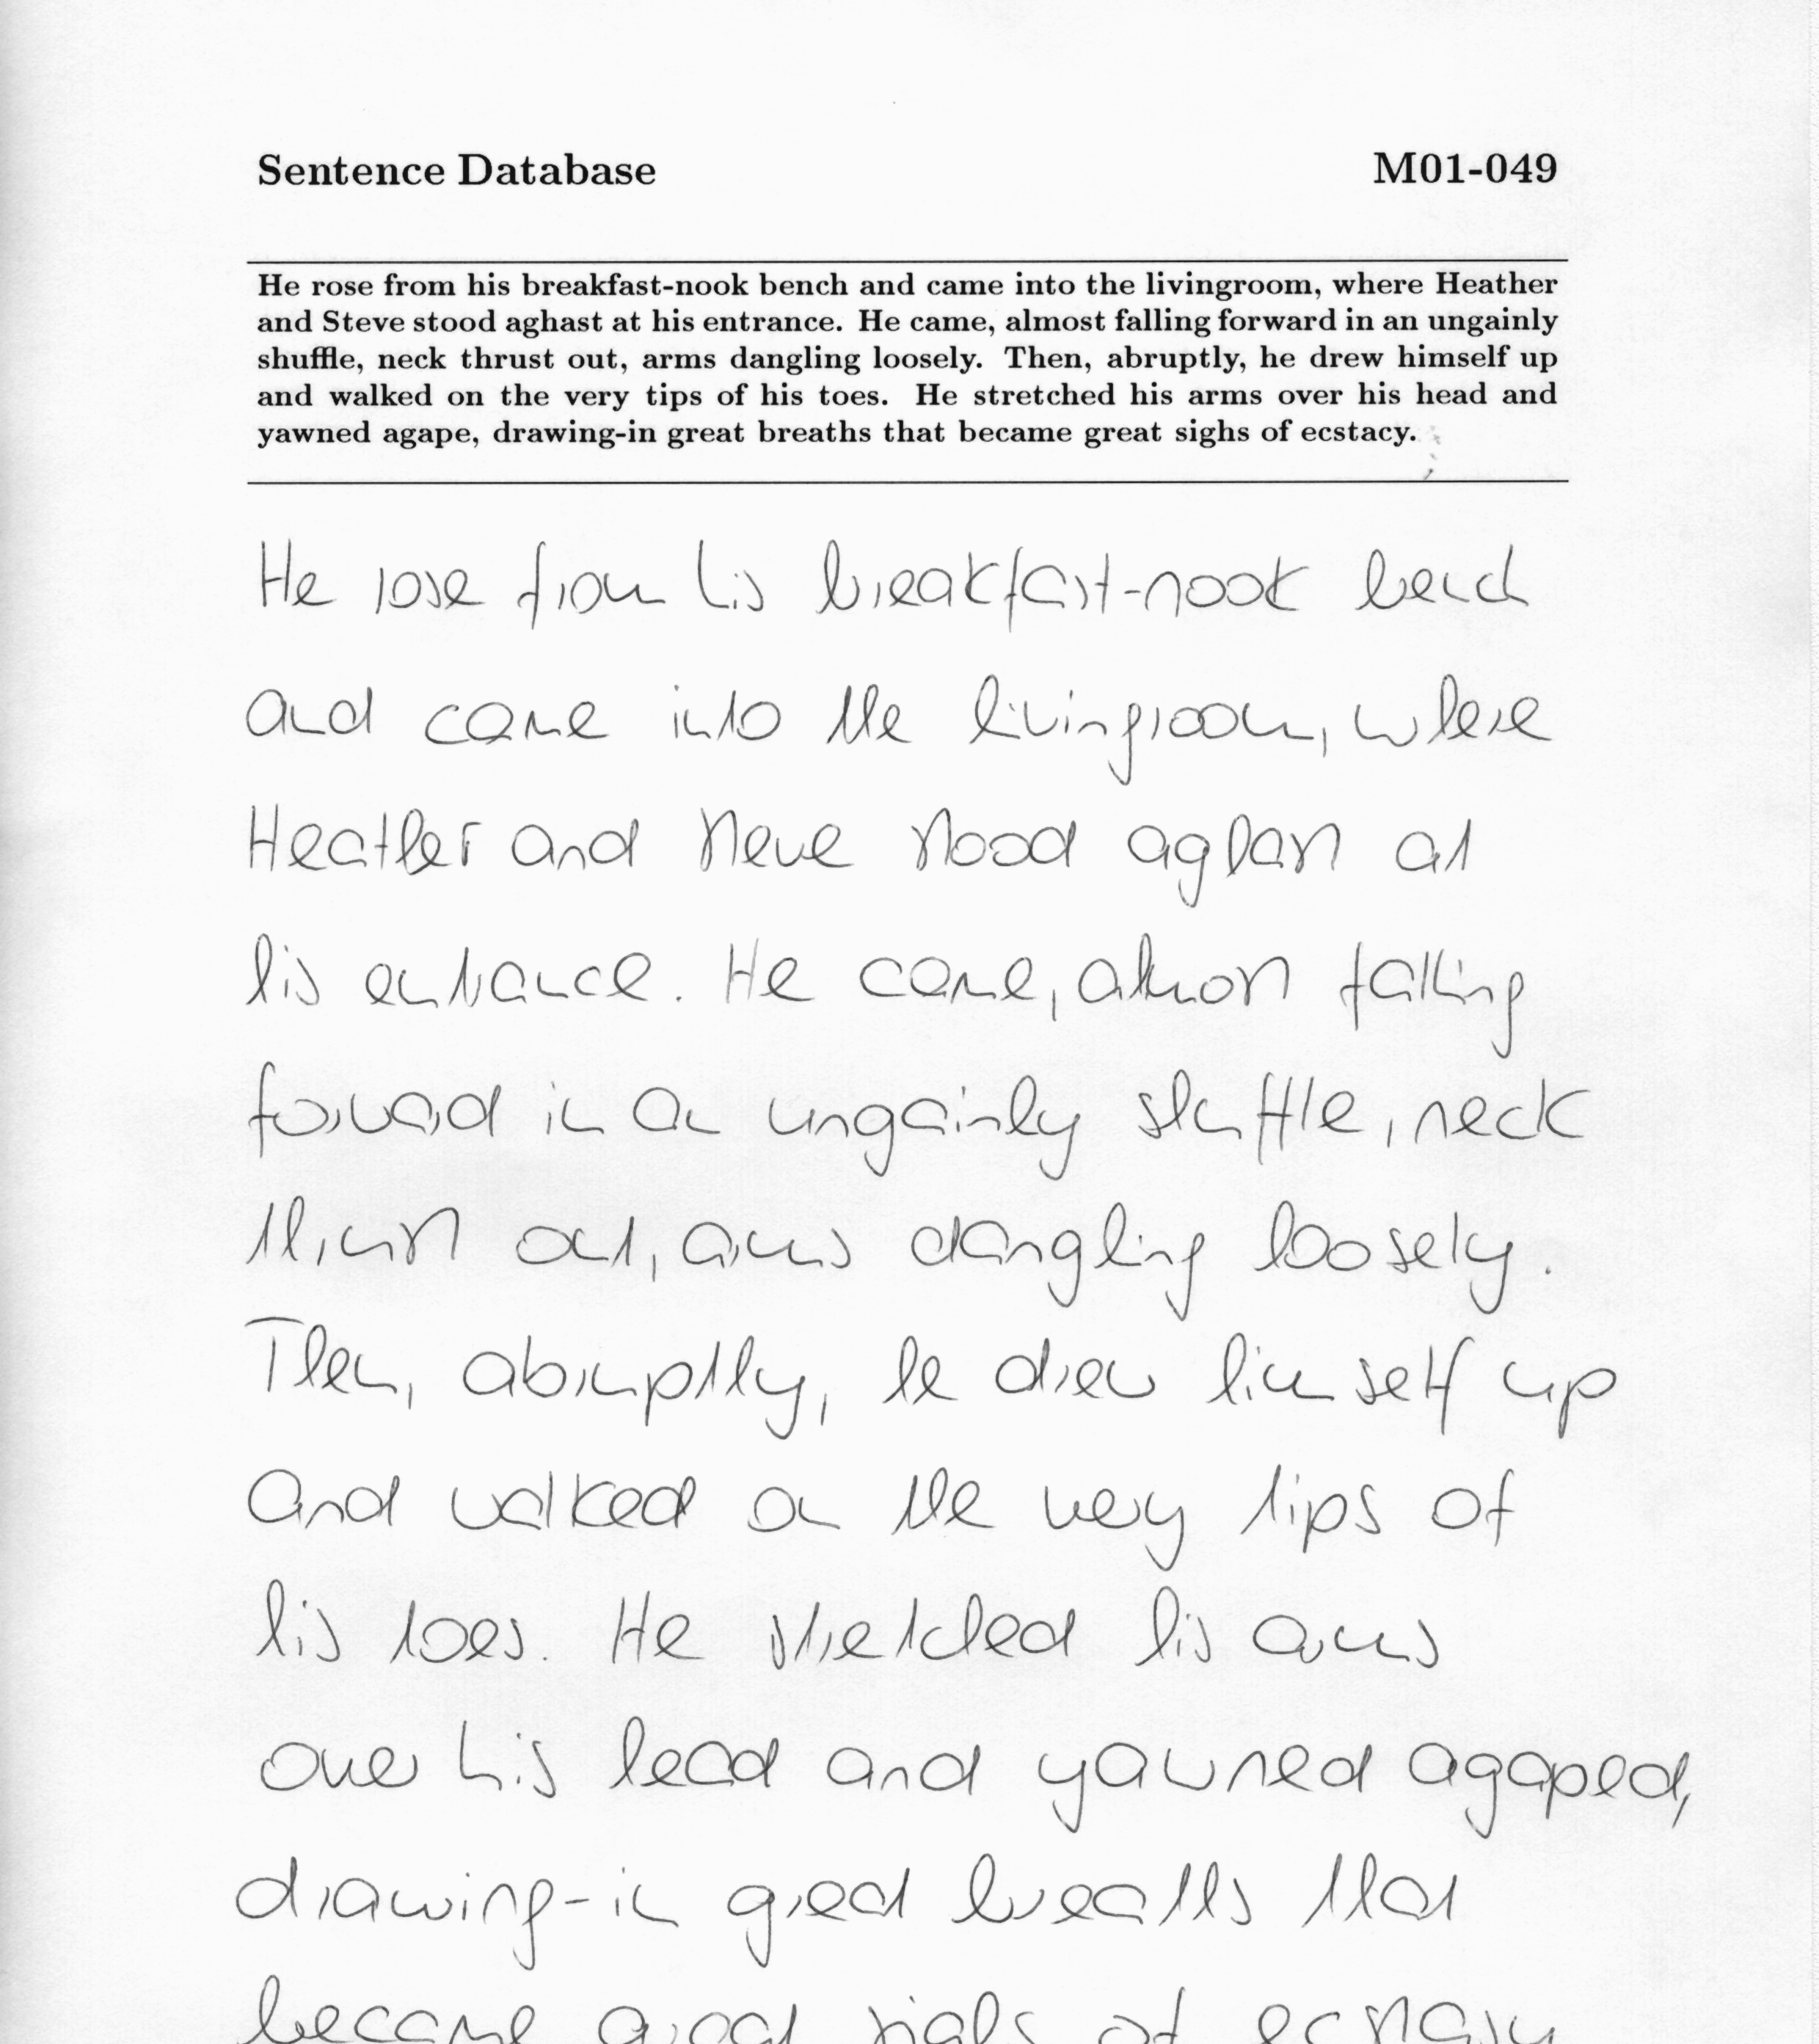 Sentence Database M01-049
He rose from his breakfast-nook bench and came into the livingroom, where Heather
and Steve stood aghast at his entrance. He came, almost falling forward in an ungainly
shuffle, neck thrust out, arms dangling loosely. Then, abruptly, he drew himself up
and walked on the very tips of his toes. He stretched his arms over his head and
yawned agape, drawing-in great breaths that became great sighs of ecstacy.
He rose from his breakfast-nook bench
and came into the livingroom, where
Heather and Steve stood aghast at
his entrance. He came, almost falling
forward in an ungainly shuffle, neck
thrust out, arms dangling loosely.
Then, abruptly, he drew himself up
and walked on the very tips of
his toes. He stretched his arms
over his head and yawned agaped,
drawing-in great breaths that
became great sighs of ecstasy